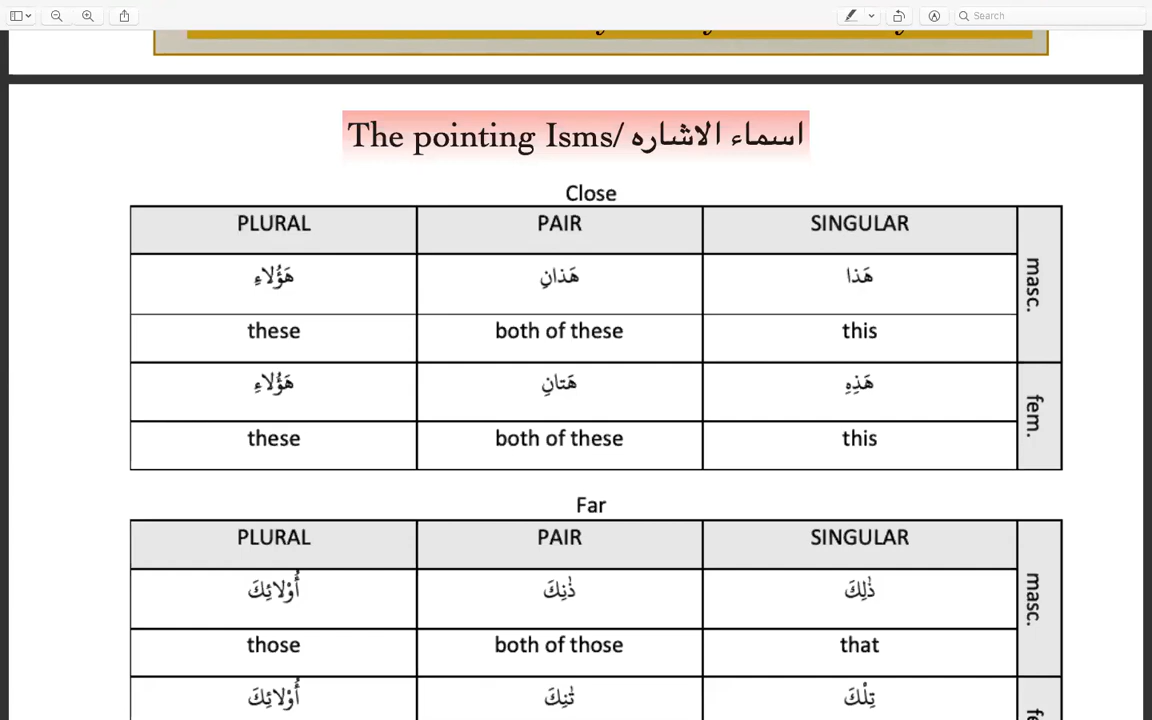 Search
The pointing Isms/ اسماء الاشاره
Close
PLURAL PAIR SINGULAR
masc.
هَؤُلاءِ هَذانِ هَذا
these both of these this
fem.
هَؤُلاءِ هَتانِ هَذِهِ
these both of these this
Far
PLURAL PAIR SINGULAR
masc.
أُوْلائِكَ ذٰنِكَ ذٰلِكَ
those both of those that
أُوْلائِكَ تٰنِكَ تِلْكَ